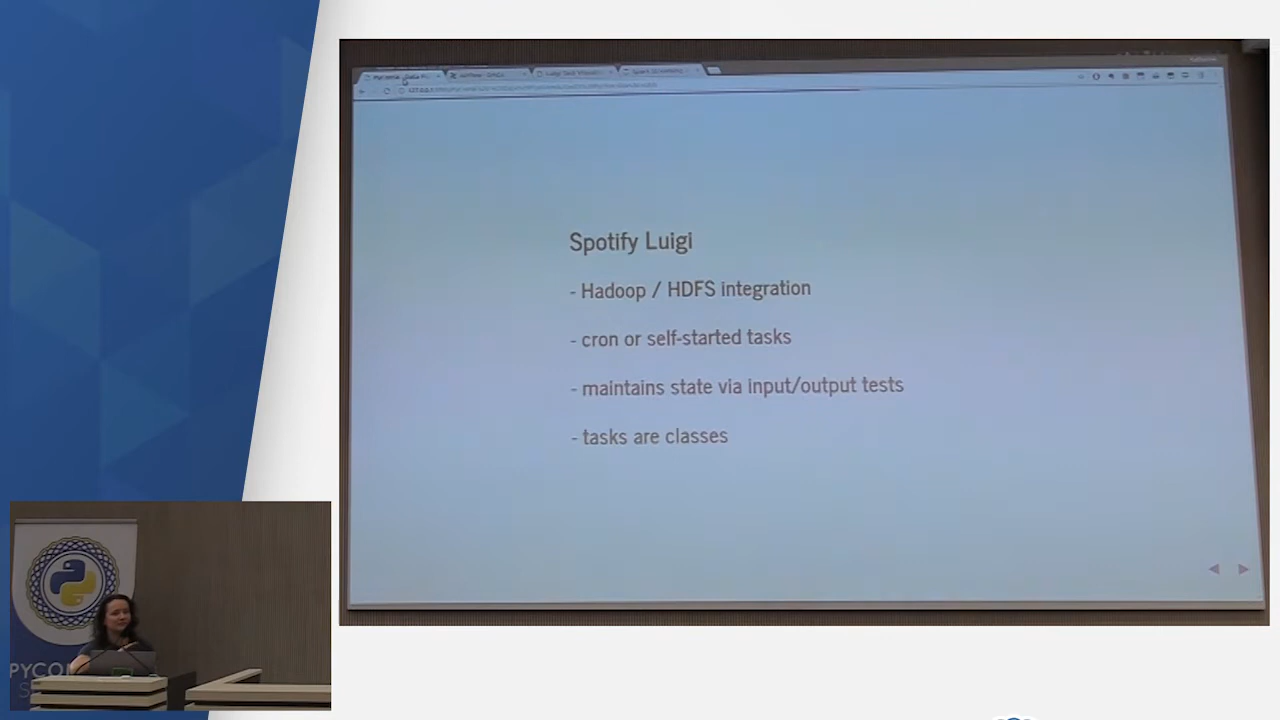 Spotify Luigi
- Hadoop / HDFS integration
- cron or self-started tasks
- maintains state via input/output tests
- tasks are classes
PYCON